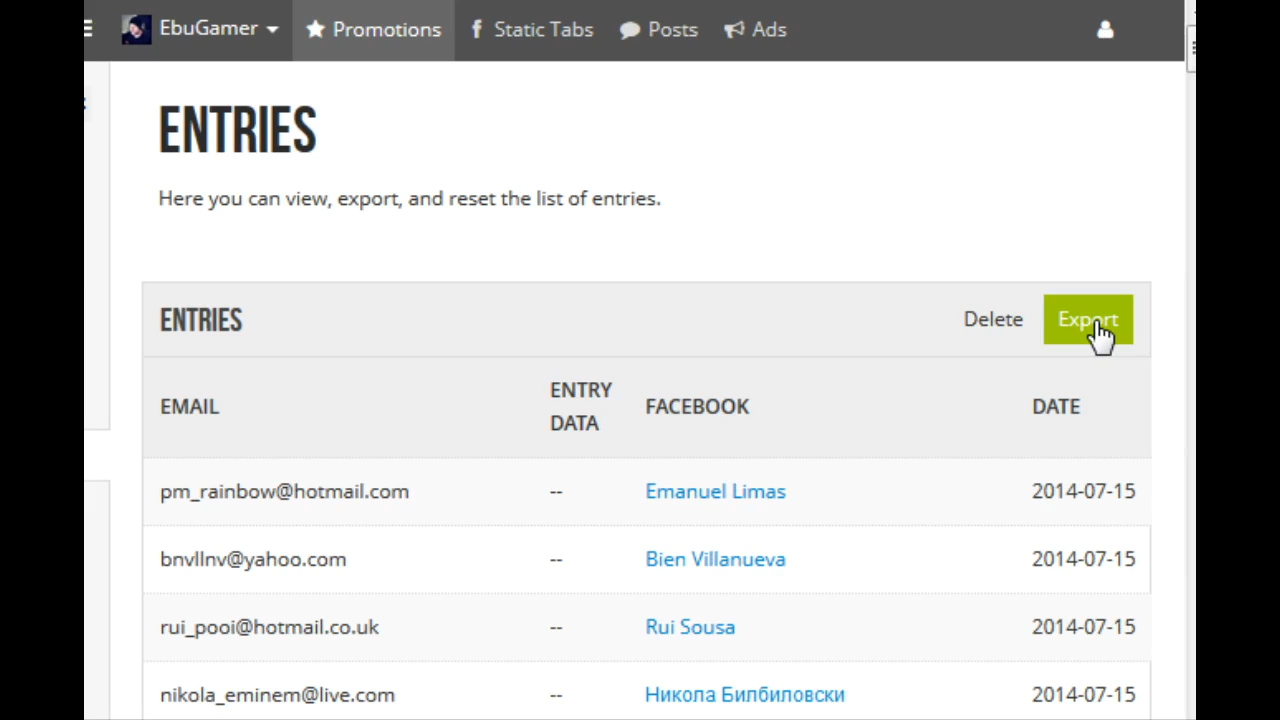 EbuGamer Promotions Static Tabs Posts Ads
ENTRIES
Here you can view, export, and reset the list of entries.
ENTRIES Delete Export
EMAIL ENTRY DATA FACEBOOK DATE
pm_rainbow@hotmail.com -- Emanuel Limas 2014-07-15
bnvllnv@yahoo.com -- Bien Villanueva 2014-07-15
rui_pooi@hotmail.co.uk -- Rui Sousa 2014-07-15
nikola_eminem@live.com -- Никола Билбиловски 2014-07-15